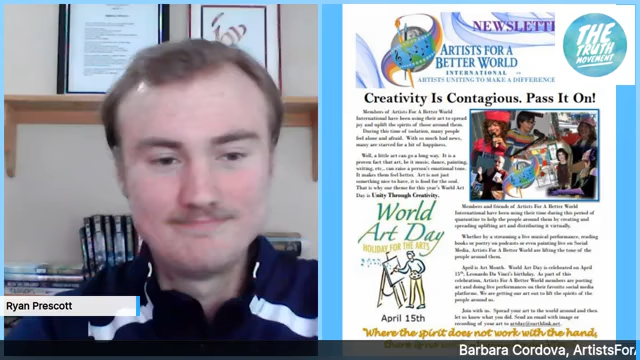 Ryan Prescott
NEWSLETT
ARTISTS FOR A
BETTER WORLD
INTERNATIONAL
ARTISTS UNITING TO MAKE A DIFFERENCE
THE
TRUTH
MOVEMENT
Creativity Is Contagious. Pass It On!
Members of Artists For A Better World
International have been using their art to spread
joy and uplift the spirits of those around them.
During this time of isolation, many people
feel alone and afraid. With so much bad news,
many are starved for a bit of happiness.
Well, a little art can go a long way. It is a
proven fact that art, be it music, dance, painting,
writing, etc., can raise a person's emotional tone.
It makes them feel better. Art is not just
something nice to have, it is food for the soul.
That is why our theme for this year's World Art
Day is Unity Through Creativity.
World
Art Day
HOLIDAY FOR THE ARTS
April 15th
Members and friends of Artists For A Better World
International have been using their time during this period of
quarantine to help the people around them by creating and
spreading uplifting art and distributing it virtually.
Whether by streaming a live musical performance, reading
books or poetry on podcasts or even painting live on Social
Media, Artists For A Better World are lifting the tone of the
people around them.
April is Art Month. World Art Day is celebrated on April
15th, Leonardo Da Vinci's birthday. As part of this
celebration, Artists For A Better World members are posting
art and doing live performances on their favorite social media
platforms. We are using our art to lift the spirits of the
people around us.
Join with us. Spread your art to the world around and then
let us know what you did. Send an email with image or
recording of your art to artday@earthlink.net.
"Where the spirit does not work with the hand,
Barbara Cordova, ArtistsFor